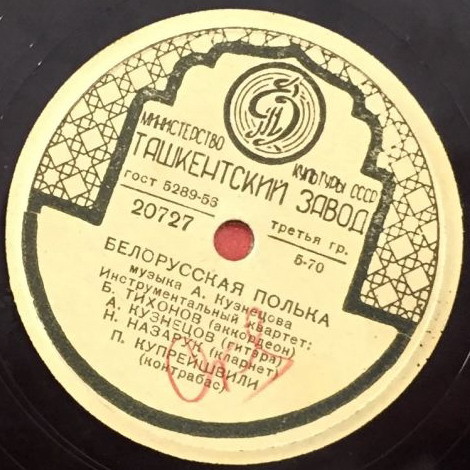 МИНИСТЕРСТВО КУЛЬТУРЫ СССР
ТАШКЕНТСКИЙ ЗАВОД
ГОСТ 5289-56
третья гр.
20727
5-70
БЕЛОРУССКАЯ ПОЛЬКА
музыка А. Кузнецова
Инструментальный квартет:
Б. ТИХОНОВ (аккордеон)
А. КУЗНЕЦОВ (гитара)
Н. НАЗАРУК (кларнет)
П. КУПРЕЙШВИЛИ
(контрабас)